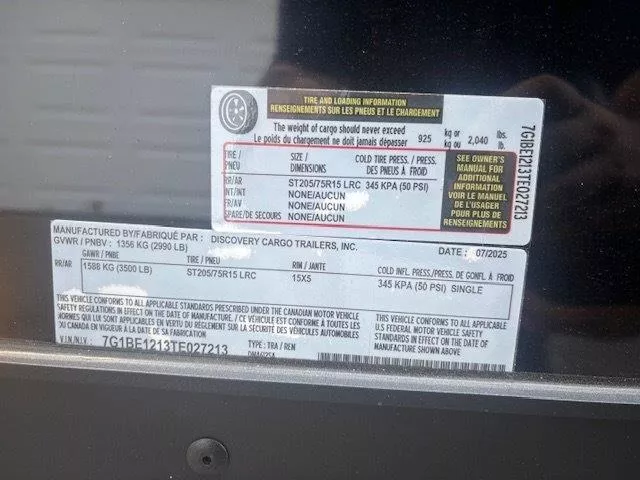 TIRE AND LOADING INFORMATION
RENSEIGNEMENTS SUR LES PNEUS ET LE CHARGEMENT
The weight of cargo should never exceed
Le poids du chargement ne doit jamais dépasser 925 kg or / kg ou 2,040 lbs. / lb.
TIRE / PNEU SIZE / DIMENSIONS COLD TIRE PRESS. / PRESS. DES PNEUS À FROID
RR/AR ST205/75R15 LRC 345 KPA (50 PSI)
INT/INT NONE/AUCUN
FR/AV NONE/AUCUN
SPARE/DE SECOURS NONE/AUCUN
SEE OWNER'S
MANUAL FOR
ADDITIONAL
INFORMATION
VOIR LE MANUEL
DE L'USAGER
POUR PLUS DE
RENSEIGNEMENTS
7G1BE1213TE027213
MANUFACTURED BY/FABRIQUÉ PAR : DISCOVERY CARGO TRAILERS, INC. DATE : 07/2025
GVWR / PNBV : 1356 KG (2990 LB)
GAWR / PNBE TIRE / PNEU RIM / JANTE COLD INFL. PRESS./PRESS. DE GONFL. À FROID
RR/AR 1588 KG (3500 LB) ST205/75R15 LRC 15X5 345 KPA (50 PSI) SINGLE
THIS VEHICLE CONFORMS TO ALL APPLICABLE STANDARDS PRESCRIBED UNDER THE CANADIAN MOTOR VEHICLE
SAFETY REGULATIONS IN EFFECT ON THE DATE OF MANUFACTURE / CE VÉHICULE EST CONFORME À TOUTES LES NORMES QUI LUI
SONT APPLICABLES EN VERTU DU RÈGLEMENT SUR LA SÉCURITÉ DES VÉHICULES AUTOMOBILES
DU CANADA EN VIGUEUR À LA DATE DE SA FABRICATION
THIS VEHICLE CONFORMS TO ALL APPLICABLE
U.S FEDERAL MOTOR VEHICLE SAFETY
STANDARDS IN EFFECT ON THE DATE OF
MANUFACTURE SHOWN ABOVE
V.I.N./N.I.V.: 7G1BE1213TE027213 TYPE : TRA / REN